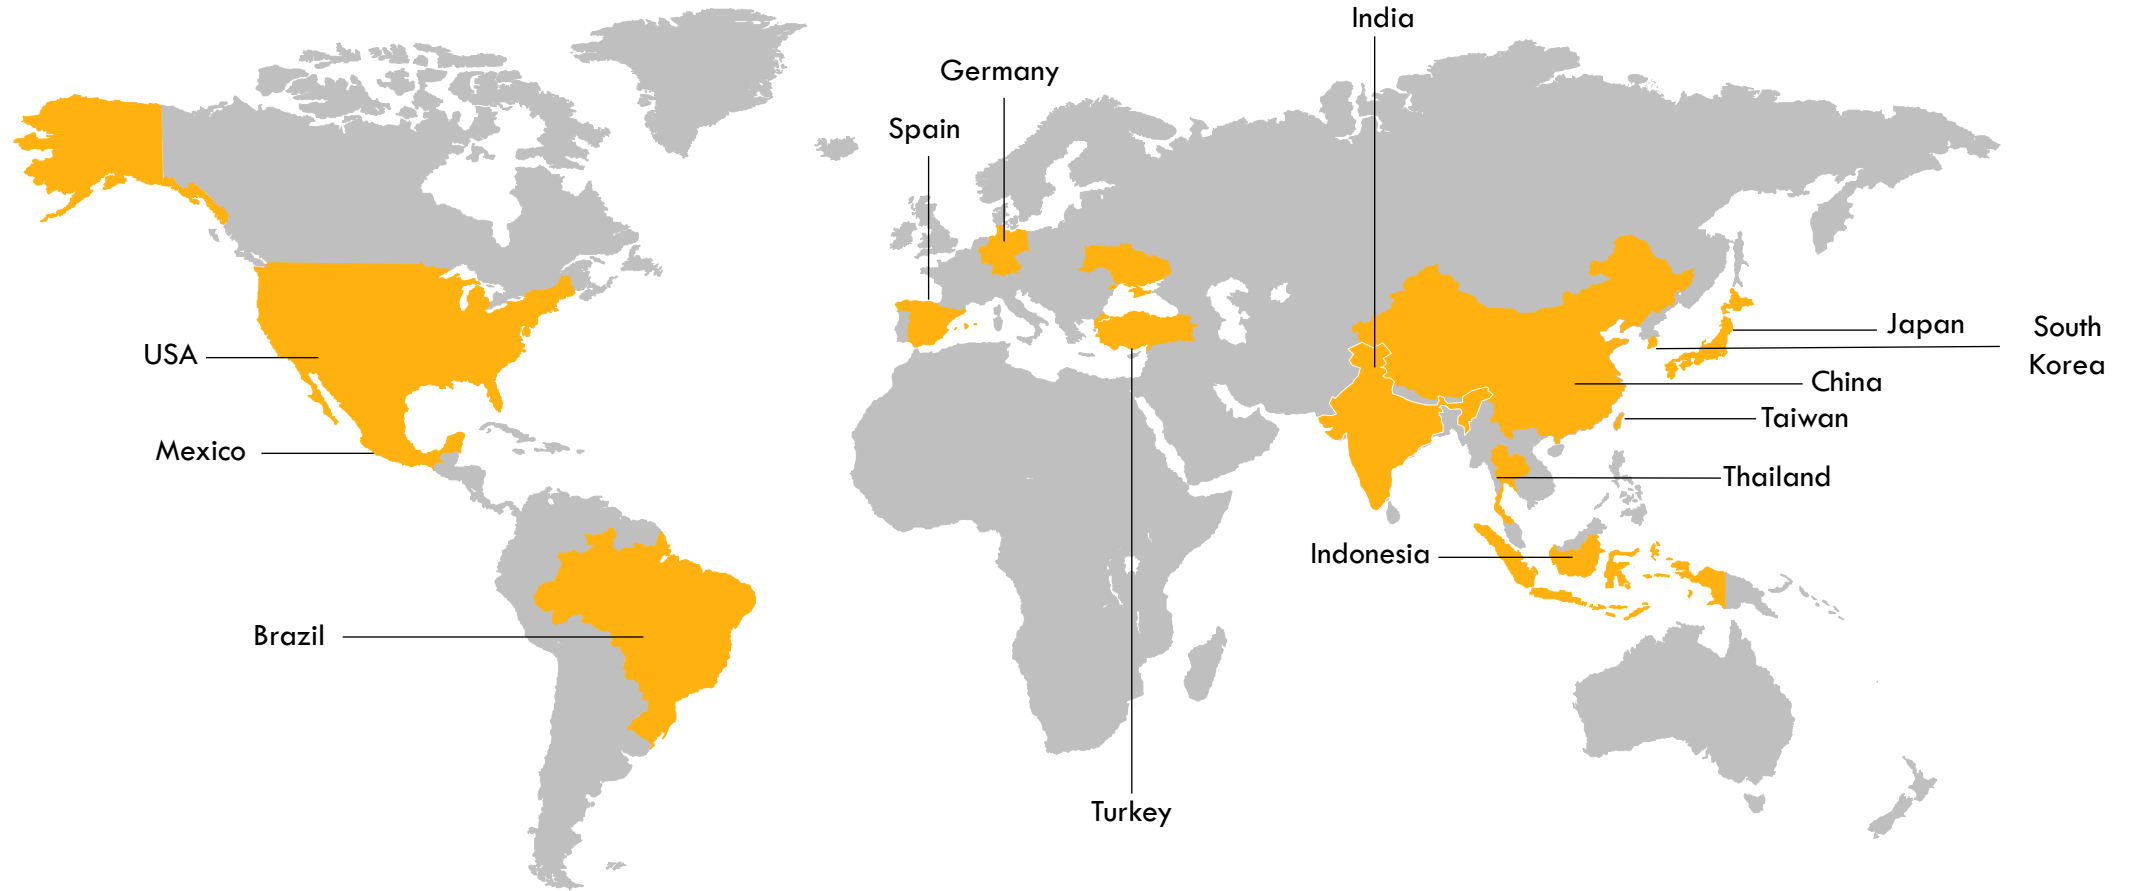 India
Germany
Spain
Japan
South
Korea
USA
China
Taiwan
Mexico
Thailand
Indonesia
Brazil
Turkey